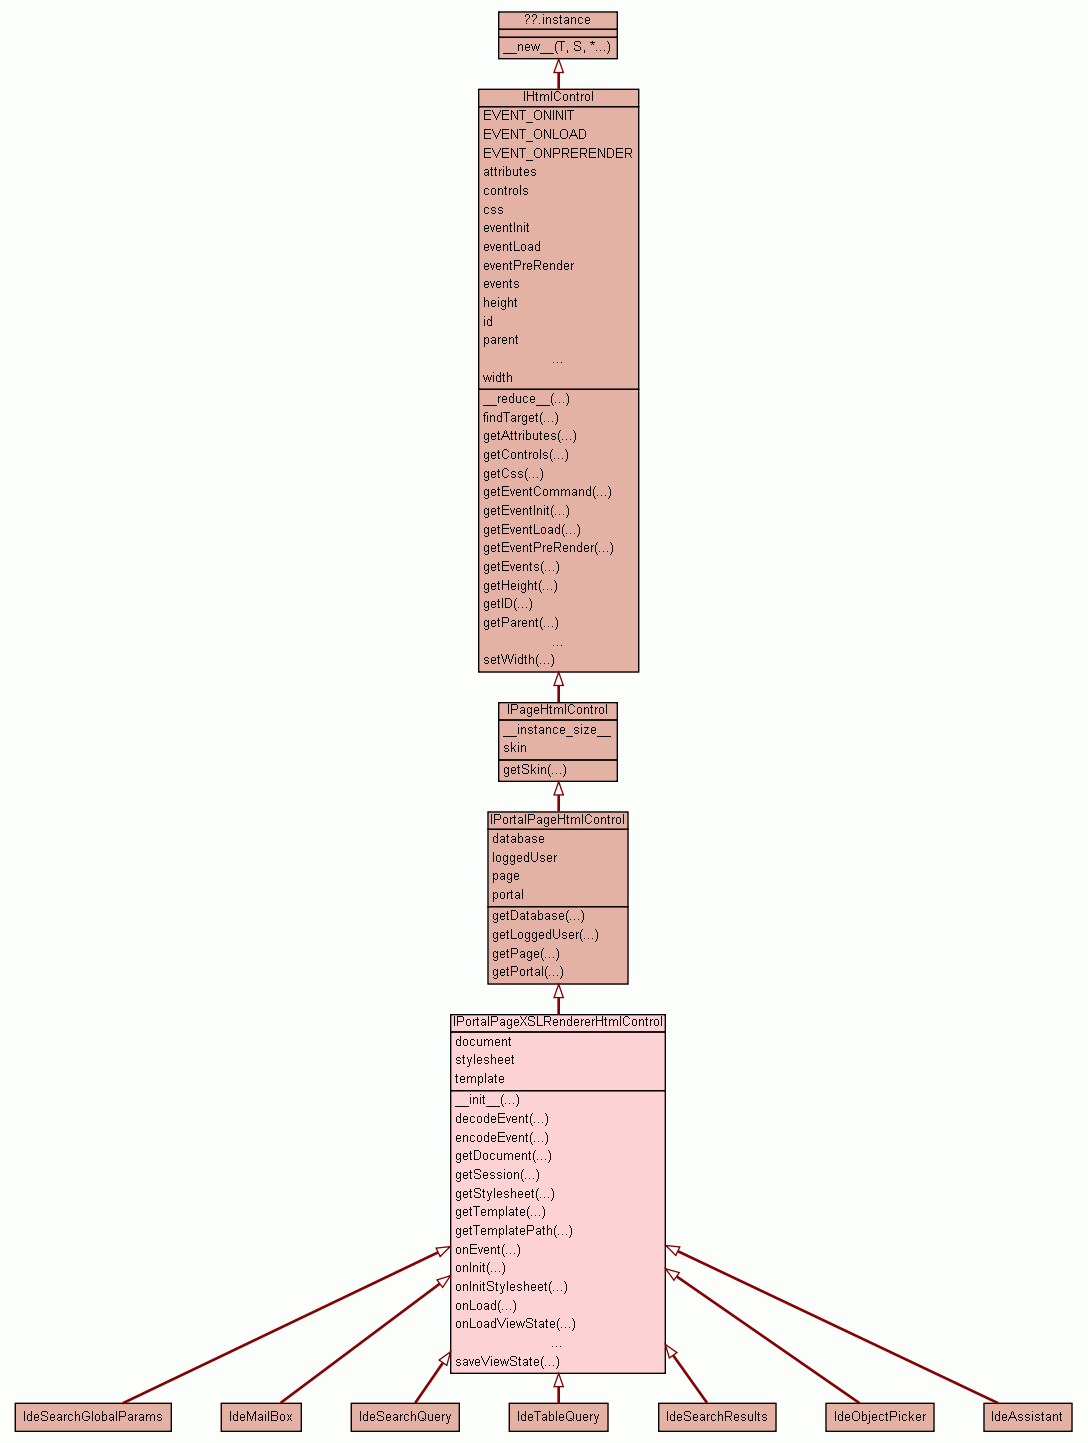 ??.instance
__new__(T, S, *...)
IHtmlControl
EVENT_ONINIT
EVENT_ONLOAD
EVENT_ONPRERENDER
attributes
controls
css
eventInit
eventLoad
eventPreRender
events
height
id
parent
...
width
__reduce__(...)
findTarget(...)
getAttributes(...)
getControls(...)
getCss(...)
getEventCommand(...)
getEventInit(...)
getEventLoad(...)
getEventPreRender(...)
getEvents(...)
getHeight(...)
getID(...)
getParent(...)
...
setWidth(...)
IPageHtmlControl
__instance_size__
skin
getSkin(...)
IPortalPageHtmlControl
database
loggedUser
page
portal
getDatabase(...)
getLoggedUser(...)
getPage(...)
getPortal(...)
IPortalPageXSLRendererHtmlControl
document
stylesheet
template
__init__(...)
decodeEvent(...)
encodeEvent(...)
getDocument(...)
getSession(...)
getStylesheet(...)
getTemplate(...)
getTemplatePath(...)
onEvent(...)
onInit(...)
onInitStylesheet(...)
onLoad(...)
onLoadViewState(...)
...
saveViewState(...)
IdeSearchGlobalParams IdeMailBox IdeSearchQuery IdeTableQuery IdeSearchResults IdeObjectPicker IdeAssistant